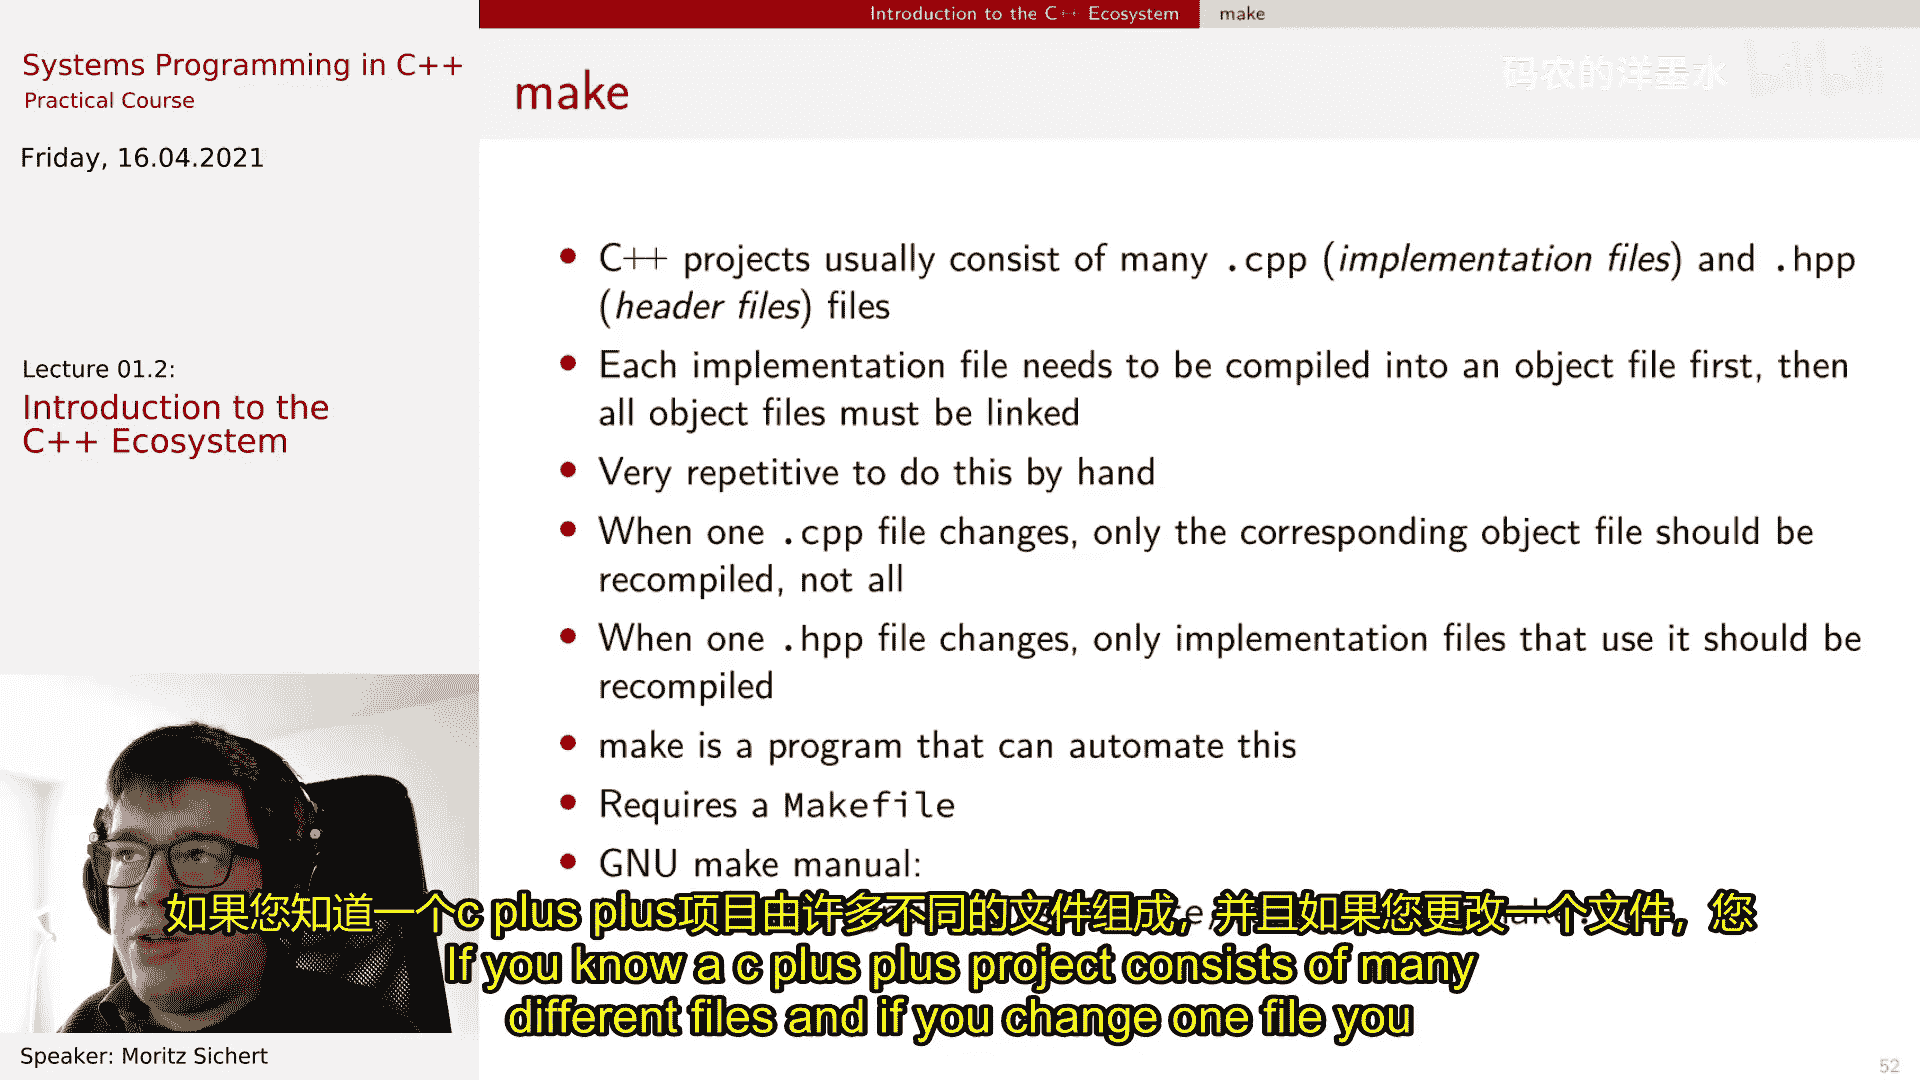 Introduction to the C++ Ecosystem make
Systems Programming in C++
Practical Course
Friday, 16.04.2021
Lecture 01.2:
Introduction to the
C++ Ecosystem
Speaker: Moritz Sichert
make
码农的洋墨水 bilibili
• C++ projects usually consist of many .cpp (implementation files) and .hpp
(header files) files
• Each implementation file needs to be compiled into an object file first, then
all object files must be linked
• Very repetitive to do this by hand
• When one .cpp file changes, only the corresponding object file should be
recompiled, not all
• When one .hpp file changes, only implementation files that use it should be
recompiled
• make is a program that can automate this
• Requires a Makefile
• GNU make manual:
如果您知道一个c plus plus项目由许多不同的文件组成，并且如果您更改一个文件，您
If you know a c plus plus project consists of many
different files and if you change one file you
52